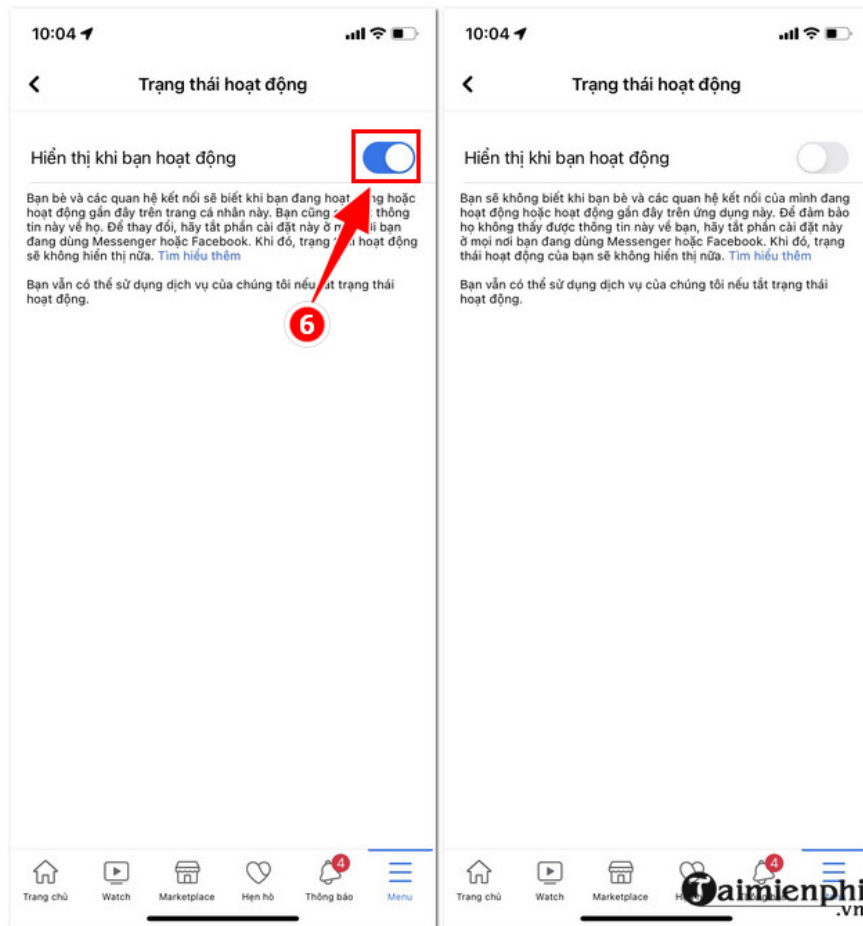 10:04
Trạng thái hoạt động
Hiển thị khi bạn hoạt động
Bạn bè và các quan hệ kết nối sẽ biết khi bạn đang hoạt hoặc
hoạt động gần đây trên trang cá nhân này. Bạn cũng thông
tin này về họ. Để thay đổi, hãy tắt phần cài đặt này ở bạn
đang dùng Messenger hoặc Facebook. Khi đó, trạng hoạt động
sẽ không hiển thị nữa. Tìm hiểu thêm
Bạn vẫn có thể sử dụng dịch vụ của chúng tôi nếu trạng thái
hoạt động.
6
4
Trang chủ Watch Marketplace Hẹn hò Thông báo Menu
10:04
Trạng thái hoạt động
Hiển thị khi bạn hoạt động
Bạn sẽ không biết khi bạn bè và các quan hệ kết nối của mình đang
hoạt động hoặc hoạt động gần đây trên ứng dụng này. Để đảm bảo
họ không thấy được thông tin này về bạn, hãy tắt phần cài đặt này
ở mọi nơi bạn đang dùng Messenger hoặc Facebook. Khi đó, trạng
thái hoạt động của bạn sẽ không hiển thị nữa. Tìm hiểu thêm
Bạn vẫn có thể sử dụng dịch vụ của chúng tôi nếu tắt trạng thái
hoạt động.
4
Trang chủ Watch Marketplace
Taimienphi
.vn